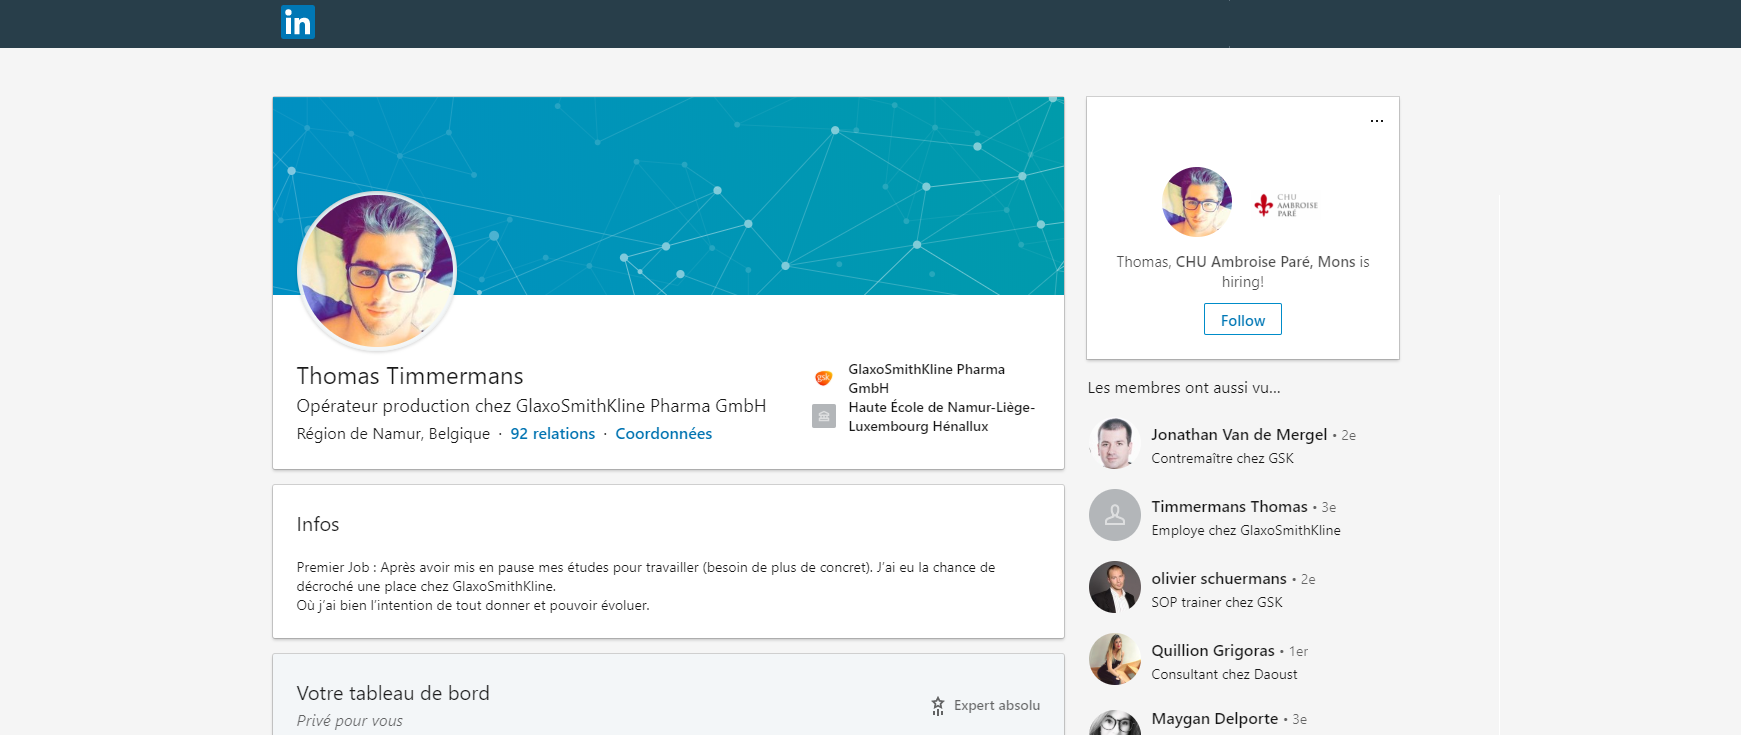 in
Thomas Timmermans
Opérateur production chez GlaxoSmithKline Pharma GmbH
Région de Namur, Belgique · 92 relations · Coordonnées
gsk
GlaxoSmithKline Pharma
GmbH
Haute École de Namur-Liège-
Luxembourg Hénallux
Infos
Premier Job : Après avoir mis en pause mes études pour travailler (besoin de plus de concret). J’ai eu la chance de
décroché une place chez GlaxoSmithKline.
Où j’ai bien l’intention de tout donner et pouvoir évoluer.
Votre tableau de bord
Privé pour vous
Expert absolu
...
CHU
AMBROISE
PARÉ
Thomas, CHU Ambroise Paré, Mons is
hiring!
Follow
Les membres ont aussi vu...
Jonathan Van de Mergel • 2e
Contremaître chez GSK
Timmermans Thomas • 3e
Employe chez GlaxoSmithKline
olivier schuermans • 2e
SOP trainer chez GSK
Quillion Grigoras • 1er
Consultant chez Daoust
Maygan Delporte • 3e